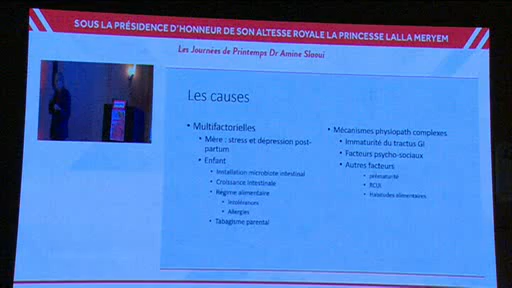 SOUS LA PRÉSIDENCE D'HONNEUR DE SON ALTESSE ROYALE LA PRINCESSE LALLA MERYEM
Les Journées de Printemps Dr Amine Slaoui
Les causes
• Multifactorielles
• Mère : stress et dépression post-
partum
• Enfant
• Installation microbiote intestinal
• Croissance intestinale
• Régime alimentaire
• Intolérances
• Allergies
• Tabagisme parental
• Mécanismes physiopath complexes
• Immaturité du tractus GI
• Facteurs psycho-sociaux
• Autres facteurs
• prématurité
• RCUI
• Habitudes alimentaires